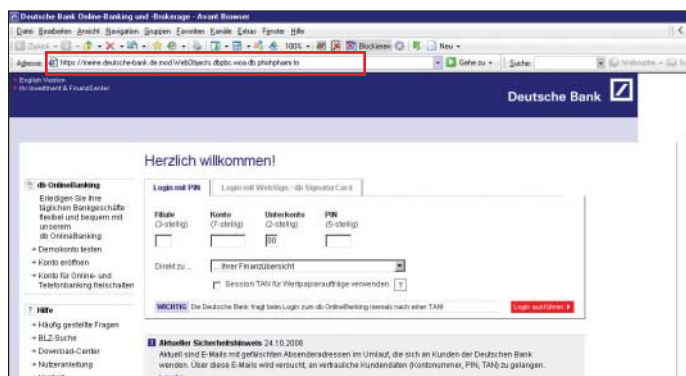 Deutsche Bank Online-Banking und -Brokerage - Avant Browser
Datei Bearbeiten Ansicht Navigation Gruppen Favoriten Kanäle Extras Fenster Hilfe
Zurück 100% Blockieren Neu
Adresse https://meine.deutsche-bank.de.mod/WebObjects.dbpbc.woa.db.phishpham.to Gehe zu Suche:
English Version
Ihr Investment & FinanzCenter
Deutsche Bank
Herzlich willkommen!
db OnlineBanking
Erledigen Sie Ihre
täglichen Bankgeschäfte
flexibel und bequem mit
unserem
db OnlineBanking
Demokonto testen
Konto eröffnen
Konto für Online- und
Telefonbanking freischalten
? Hilfe
Häufig gestellte Fragen
BLZ-Suche
Download-Center
Nutzeranleitung
Login mit PIN Login mit WebSign / db SignaturCard
Filiale Konto Unterkonto PIN
(3-stellig) (7-stellig) (2-stellig) (5-stellig)
00
Direkt zu ... ... Ihrer Finanzübersicht
Session TAN für Wertpapieraufträge verwenden ?
WICHTIG Die Deutsche Bank fragt beim Login zum db OnlineBanking niemals nach einer TAN! Login ausführen
Aktueller Sicherheitshinweis 24.10.2006
Aktuell sind E-Mails mit gefälschten Absenderadressen im Umlauf, die sich an Kunden der Deutschen Bank
wenden. Über diese E-Mails wird versucht, an vertrauliche Kundendaten (Kontonummer, PIN, TAN) zu gelangen.